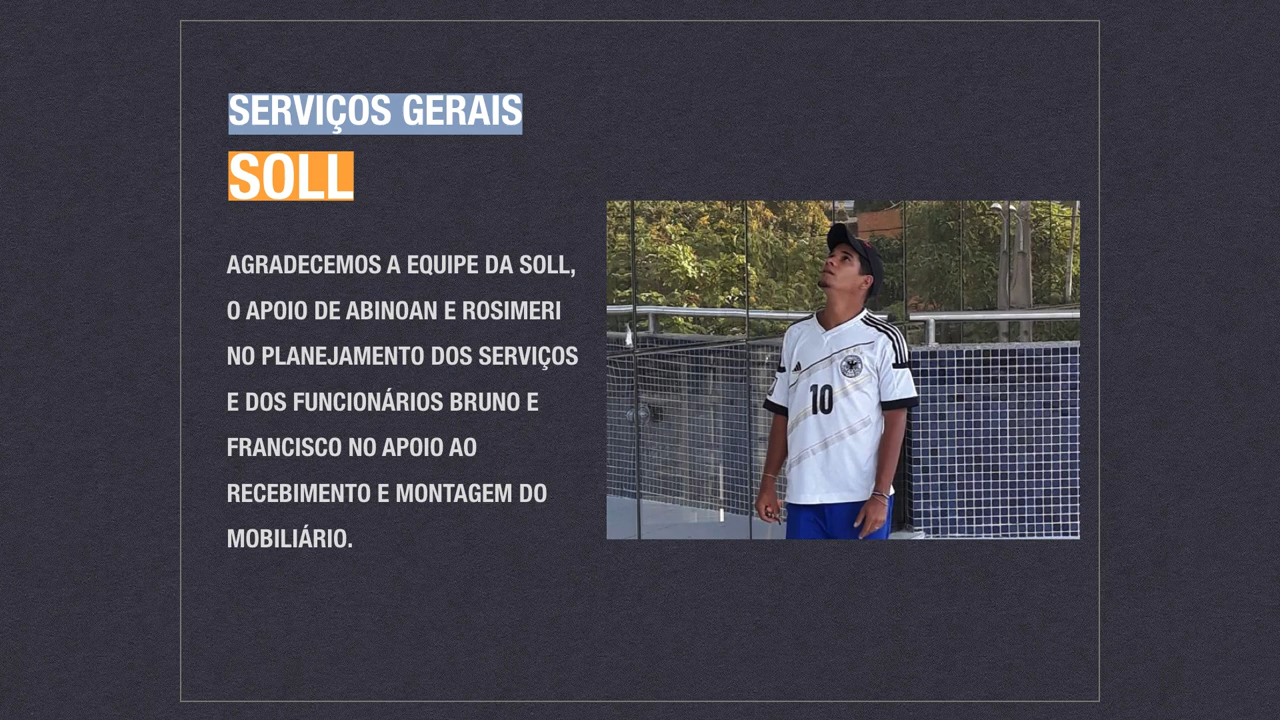 SERVIÇOS GERAIS
SOLL
AGRADECEMOS A EQUIPE DA SOLL,
O APOIO DE ABINOAN E ROSIMERI
NO PLANEJAMENTO DOS SERVIÇOS
E DOS FUNCIONÁRIOS BRUNO E
FRANCISCO NO APOIO AO
RECEBIMENTO E MONTAGEM DO
MOBILIÁRIO.
10